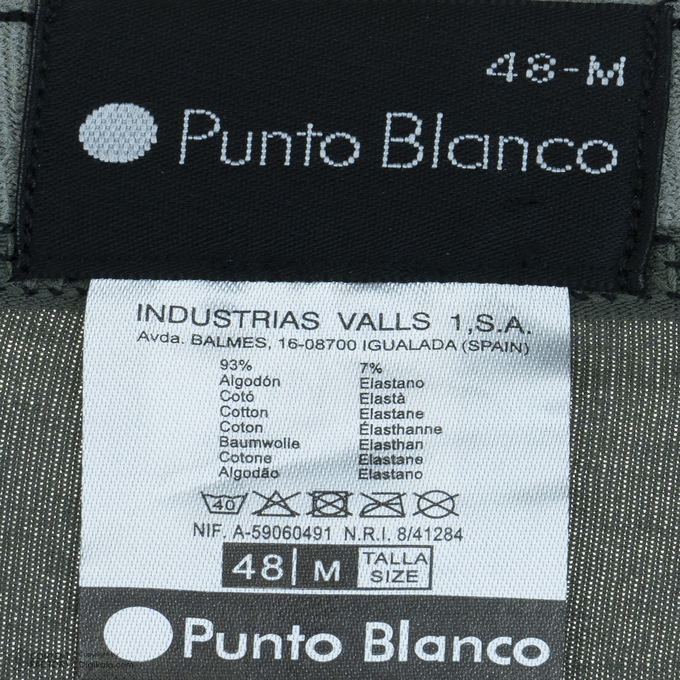 48-M
Punto Blanco
INDUSTRIAS VALLS 1,S.A.
Avda. BALMES, 16-08700 IGUALADA (SPAIN)
93% 7%
Algodón Elastano
Cotó Elastà
Cotton Elastane
Coton Élasthanne
Baumwolle Elasthan
Cotone Elastane
Algodão Elastano
40
NIF. A-59060491 N.R.I. 8/41284
48 M TALLA
SIZE
Punto Blanco